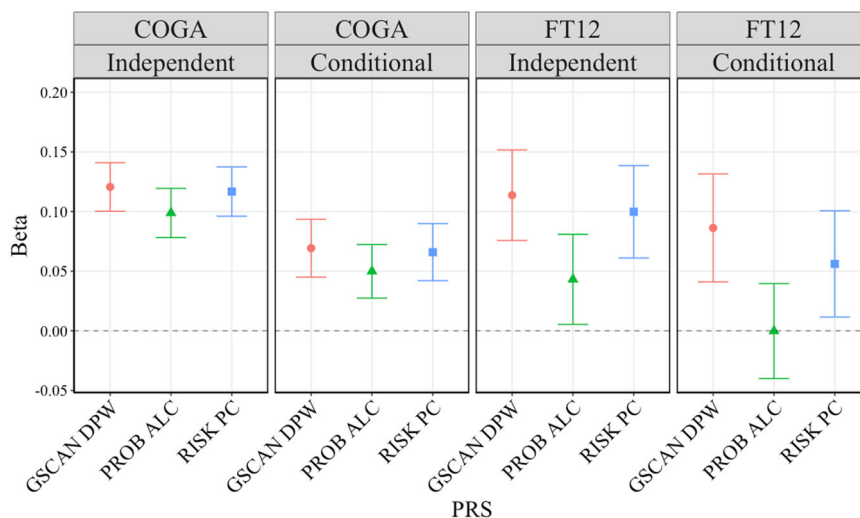 COGA COGA FT12 FT12
Independent Conditional Independent Conditional
0.20
0.15
0.10
0.05
0.00
-0.05
Beta
GSCAN DPW PROB ALC RISK PC GSCAN DPW PROB ALC RISK PC GSCAN DPW PROB ALC RISK PC GSCAN DPW PROB ALC RISK PC
PRS